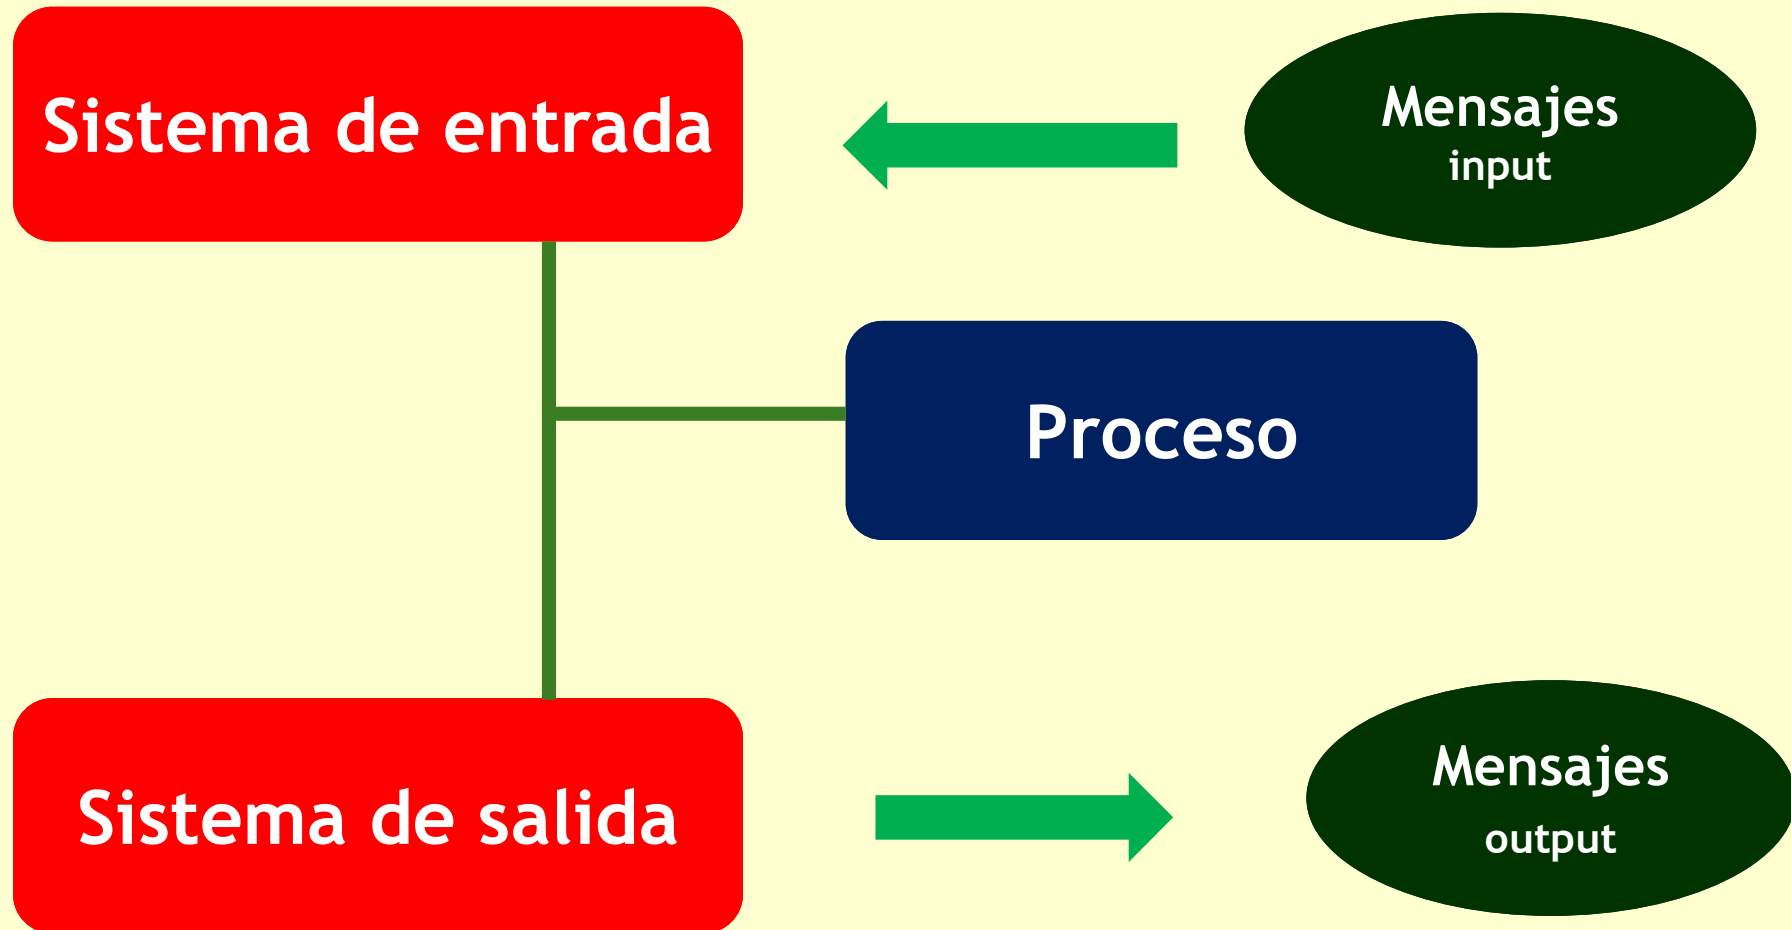 Sistema de entrada
Mensajes
input
Proceso
Sistema de salida
Mensajes
output